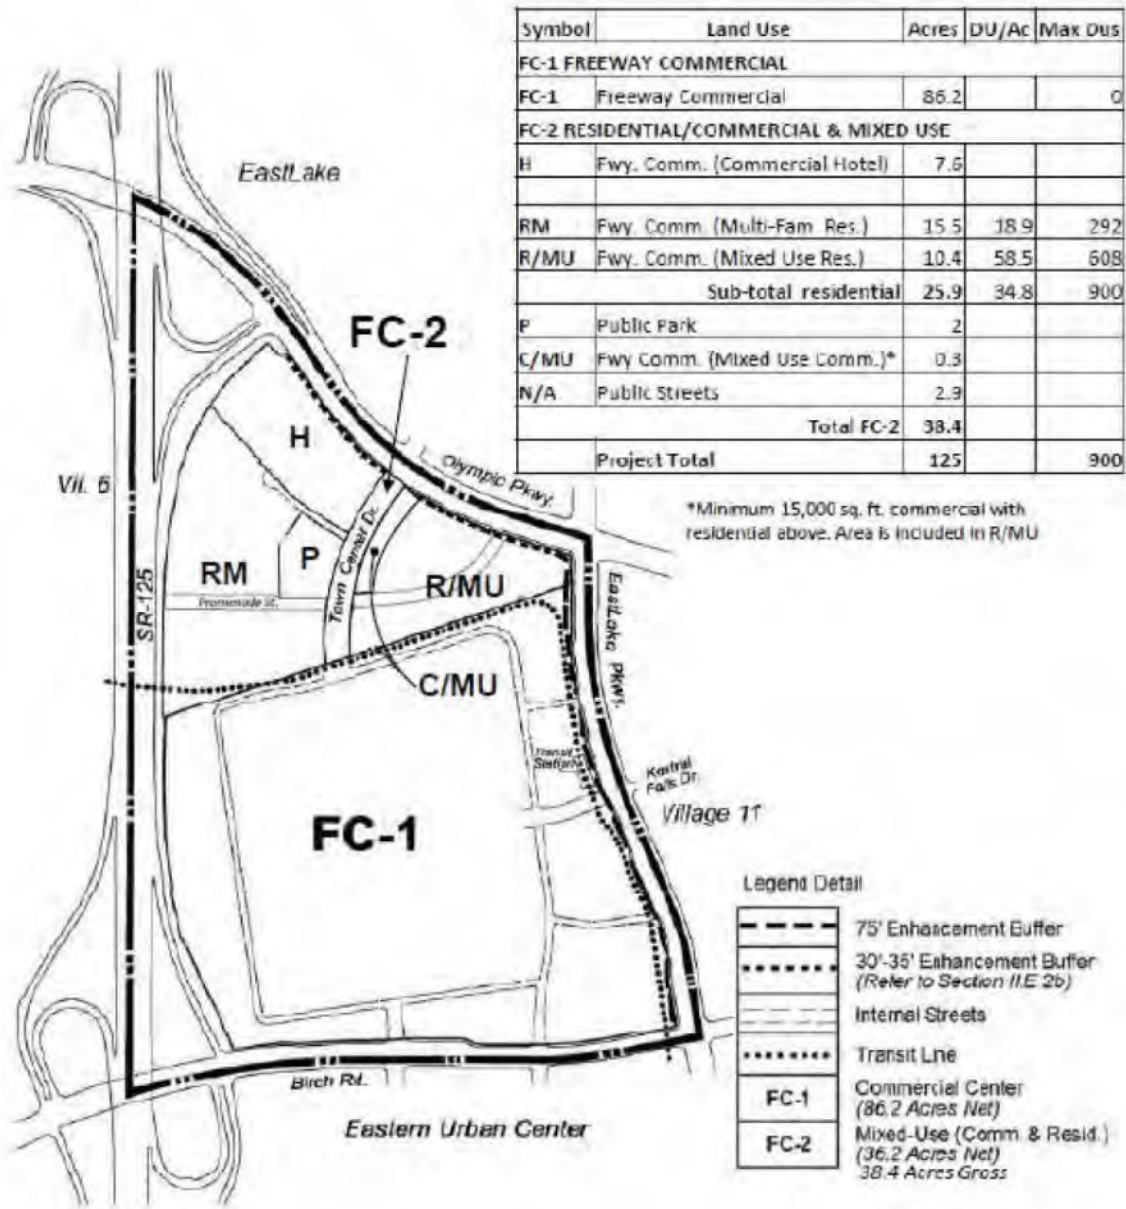 Symbol Land Use Acres DU/Ac Max Dus
FC-1 FREEWAY COMMERCIAL
FC-1 Freeway Commercial 86.2 0
FC-2 RESIDENTIAL/COMMERCIAL & MIXED USE
H Fwy. Comm. (Commercial Hotel) 7.6
RM Fwy. Comm. (Multi-Fam. Res.) 15.5 18.9 292
R/MU Fwy. Comm. (Mixed Use Res.) 10.4 58.5 608
Sub-total residential 25.9 34.8 900
P Public Park 2
C/MU Fwy Comm. (Mixed Use Comm.)* 0.3
N/A Public Streets 2.9
Total FC-2 38.4
Project Total 125 900
*Minimum 15,000 sq. ft. commercial with
residential above. Area is included in R/MU
EastLake
FC-2
H
Olympic Pkwy.
Vil. 6
Town Center Dr.
P
RM
R/MU
Promenade St.
SR-125
EastLake Pkwy.
C/MU
Transit
Station
Kestral
Falls Dr.
Village 11
FC-1
Birch Rd.
Eastern Urban Center
Legend Detail
75' Enhancement Buffer
30'-35' Enhancement Buffer
(Refer to Section II.E 2b)
Internal Streets
Transit Line
FC-1 Commercial Center
(86.2 Acres Net)
FC-2 Mixed-Use (Comm. & Resid.)
(36.2 Acres Net)
38.4 Acres Gross